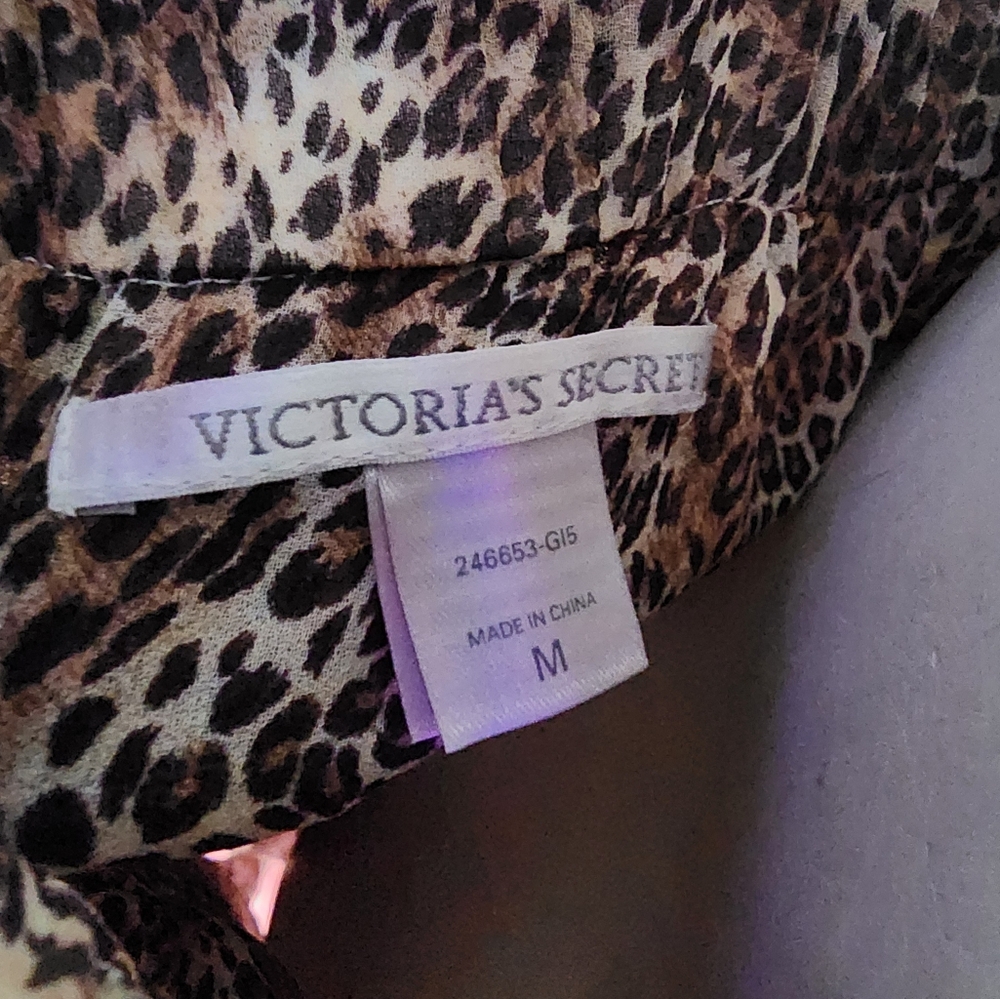 VICTORIA'S SECRET
246653-GI5
MADE IN CHINA
M